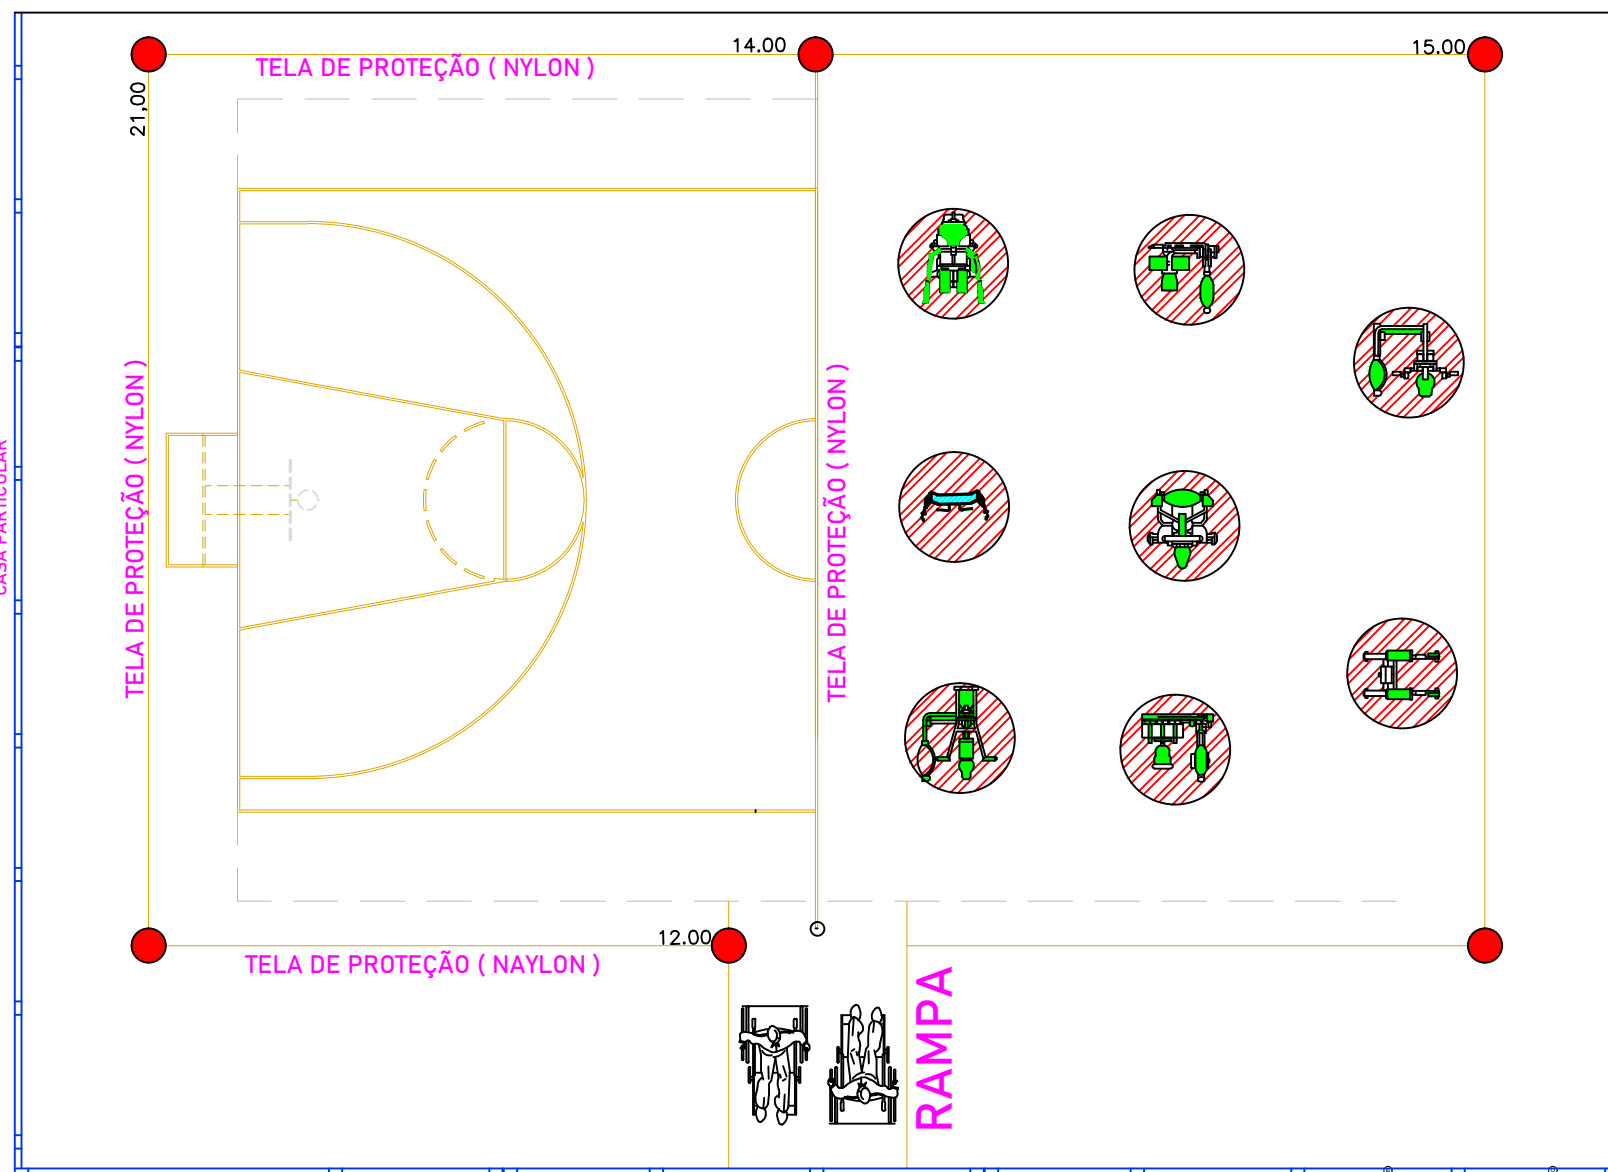 14.00
15.00
TELA DE PROTEÇÃO ( NYLON )
21,00
TELA DE PROTEÇÃO ( NYLON )
TELA DE PROTEÇÃO ( NYLON )
CASA PARTICULAR
12.00
TELA DE PROTEÇÃO ( NAYLON )
RAMPA